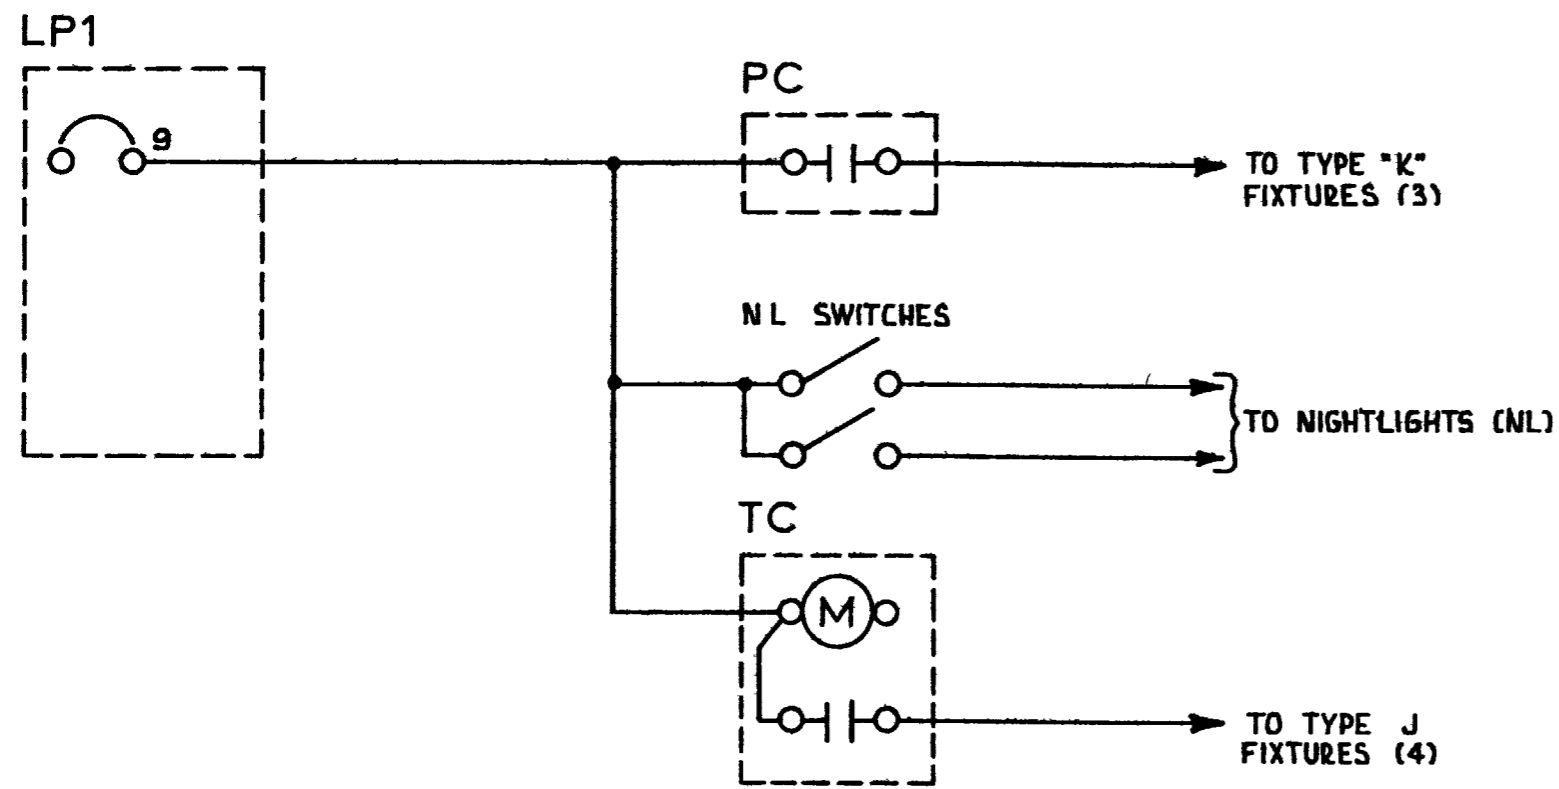 LP1
9
PC
TO TYPE "K"
FIXTURES (3)
NL SWITCHES
TO NIGHTLIGHTS (NL)
TC
M
TO TYPE J
FIXTURES (4)